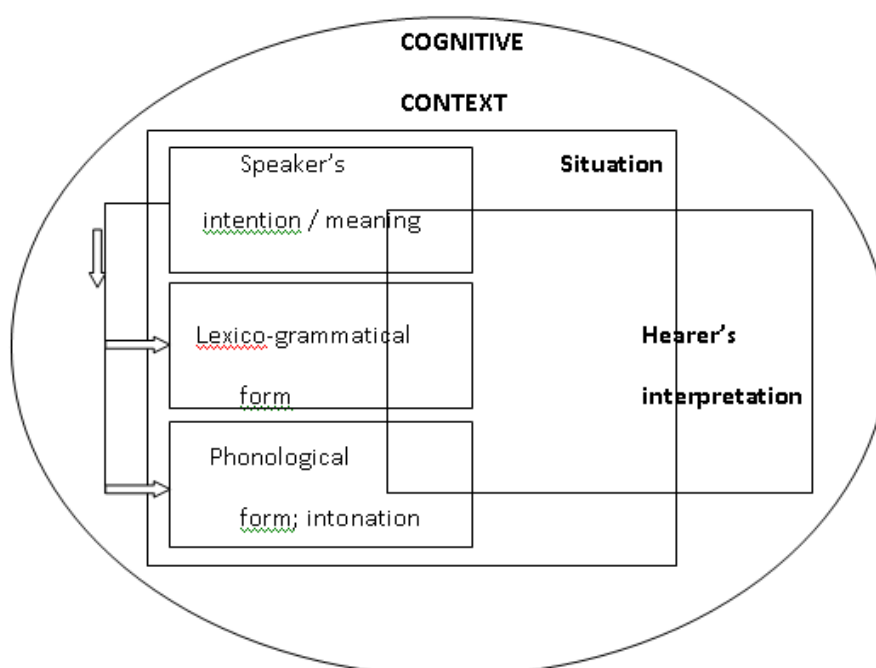 COGNITIVE
CONTEXT
Speaker’s
intention / meaning
Situation
Lexico-grammatical
form
Hearer’s
interpretation
Phonological
form; intonation